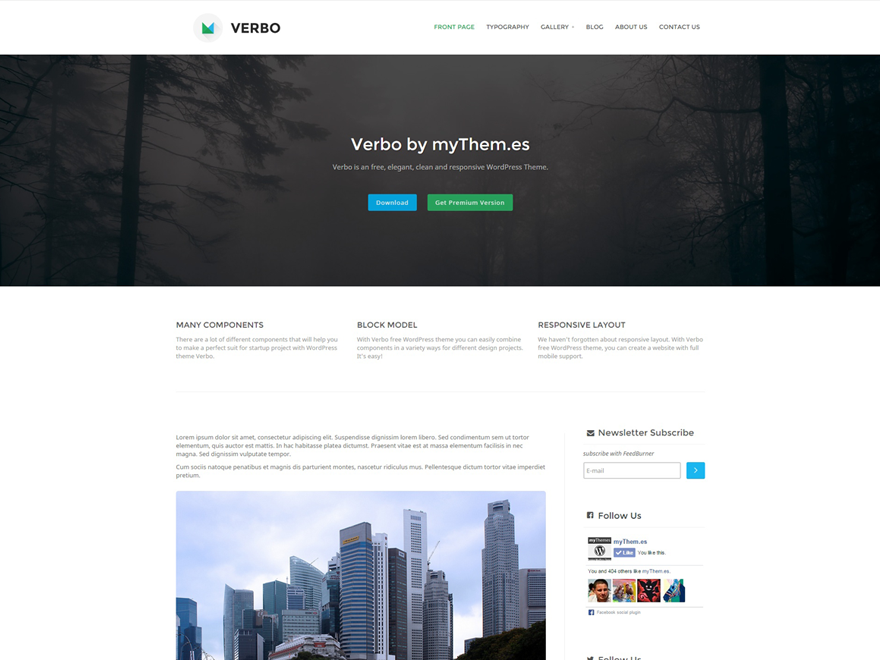 VERBO
FRONT PAGE TYPOGRAPHY GALLERY BLOG ABOUT US CONTACT US
Verbo by myThem.es
Verbo is an free, elegant, clean and responsive WordPress Theme.
Download Get Premium Version
MANY COMPONENTS
There are a lot of different components that will help you
to make a perfect suit for startup project with WordPress
theme Verbo.
BLOCK MODEL
With Verbo free WordPress theme you can easily combine
components in a variety ways for different design projects.
It's easy!
RESPONSIVE LAYOUT
We haven't forgotten about responsive layout. With Verbo
free WordPress theme, you can create a website with full
mobile support.
Lorem ipsum dolor sit amet, consectetur adipiscing elit. Suspendisse dignissim lorem libero. Sed condimentum sem ut tortor
elementum, quis auctor est mattis. In hac habitasse platea dictumst. Praesent vitae est at massa elementum facilisis in nec
magna. Sed dignissim vulputate tempor.
Cum sociis natoque penatibus et magnis dis parturient montes, nascetur ridiculus mus. Pellentesque dictum tortor vitae imperdiet
pretium.
Newsletter Subscribe
subscribe with FeedBurner
E-mail
Follow Us
myThem.es
Like You like this.
You and 404 others like myThem.es.
Facebook social plugin
Follow Us